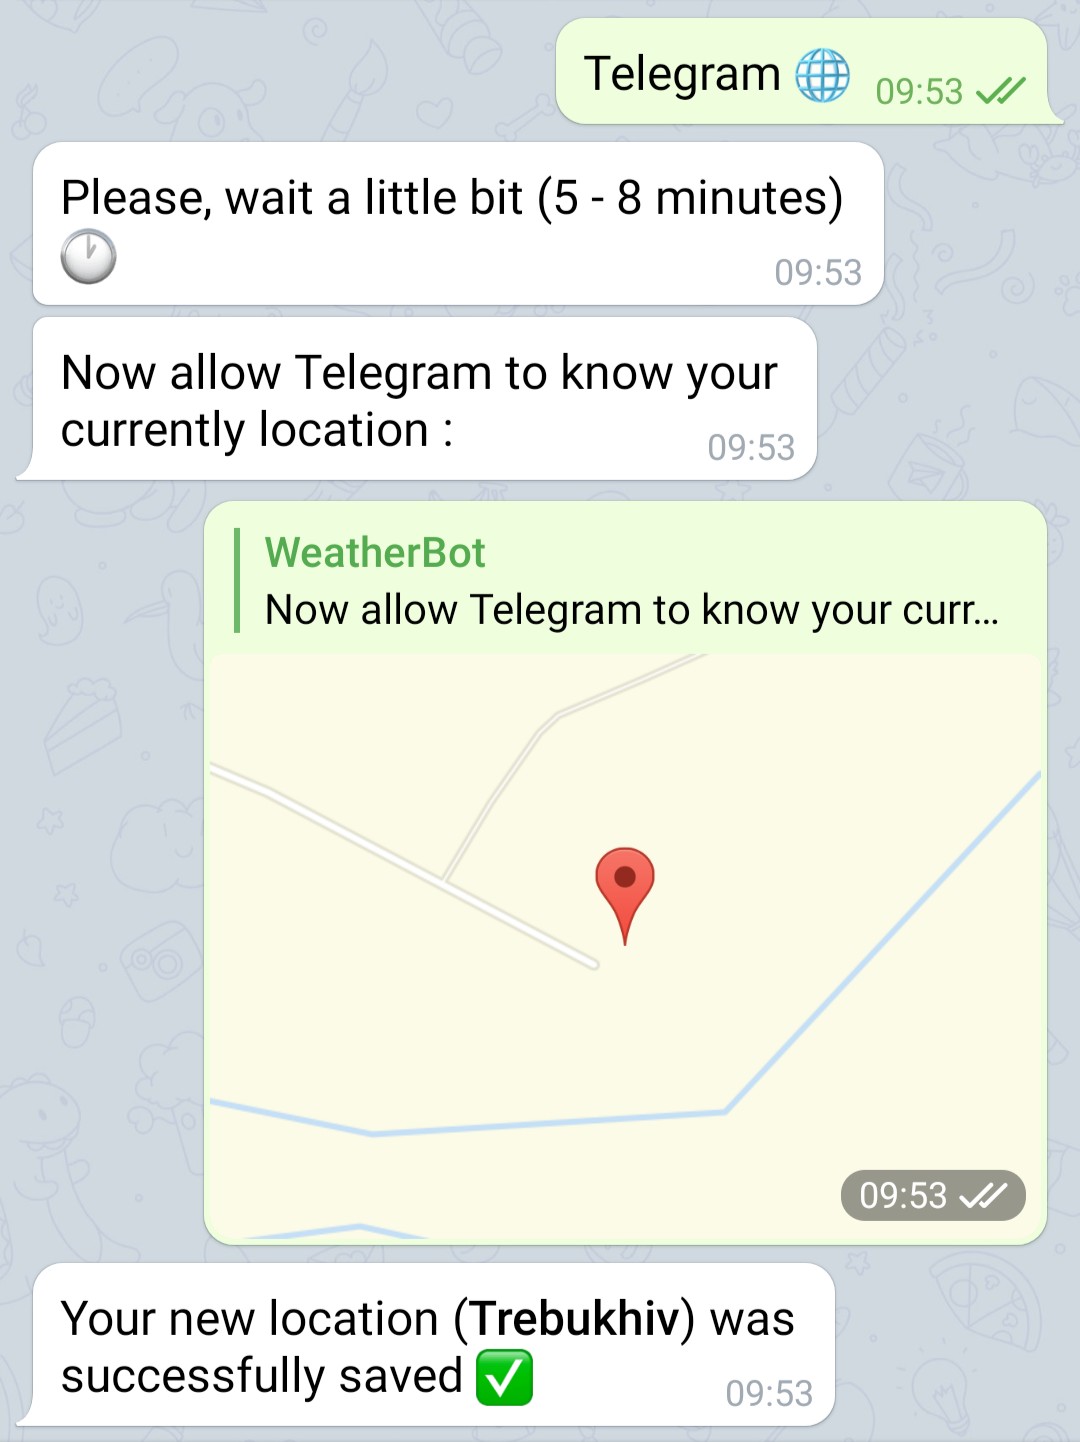 Telegram 🌐 09:53
Please, wait a little bit (5 - 8 minutes)
🕐 09:53
Now allow Telegram to know your
currently location : 09:53
WeatherBot
Now allow Telegram to know your curr...
09:53
Your new location (Trebukhiv) was
successfully saved ✅ 09:53